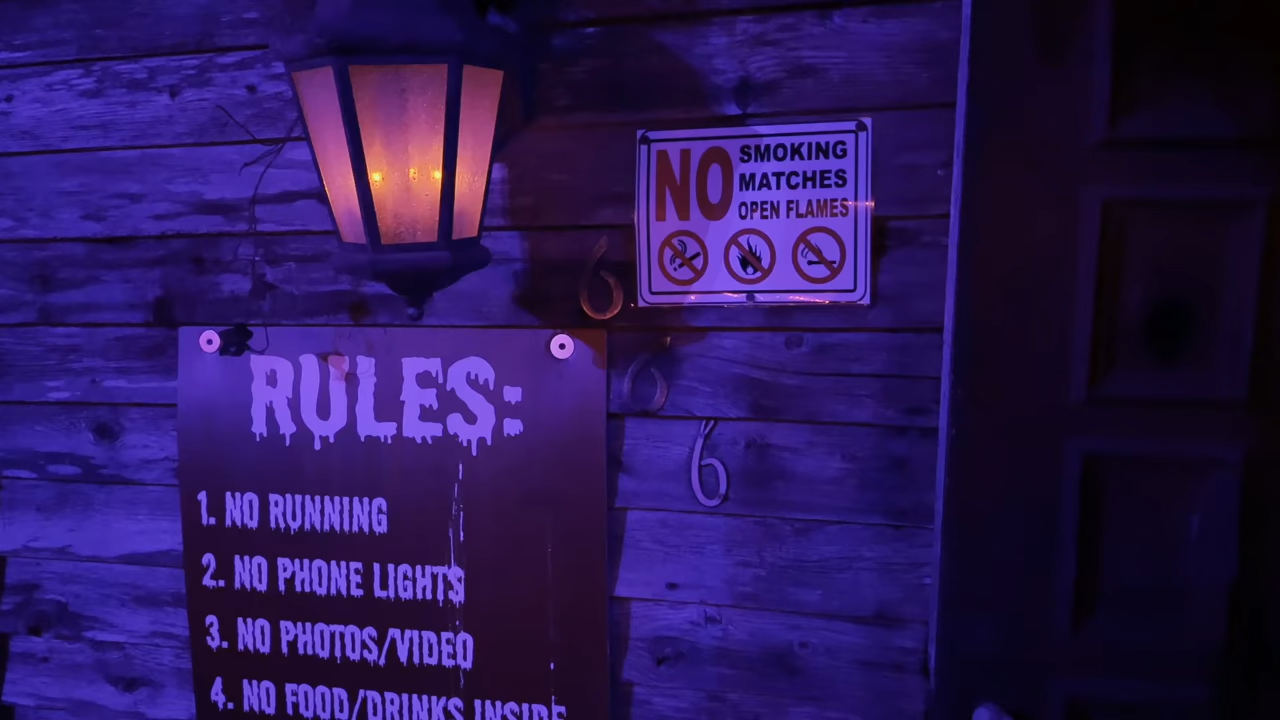 NO SMOKING
MATCHES
OPEN FLAMES
6
6
6
RULES:
1. NO RUNNING
2. NO PHONE LIGHTS
3. NO PHOTOS/VIDEO
4. NO FOOD/DRINKS INSIDE